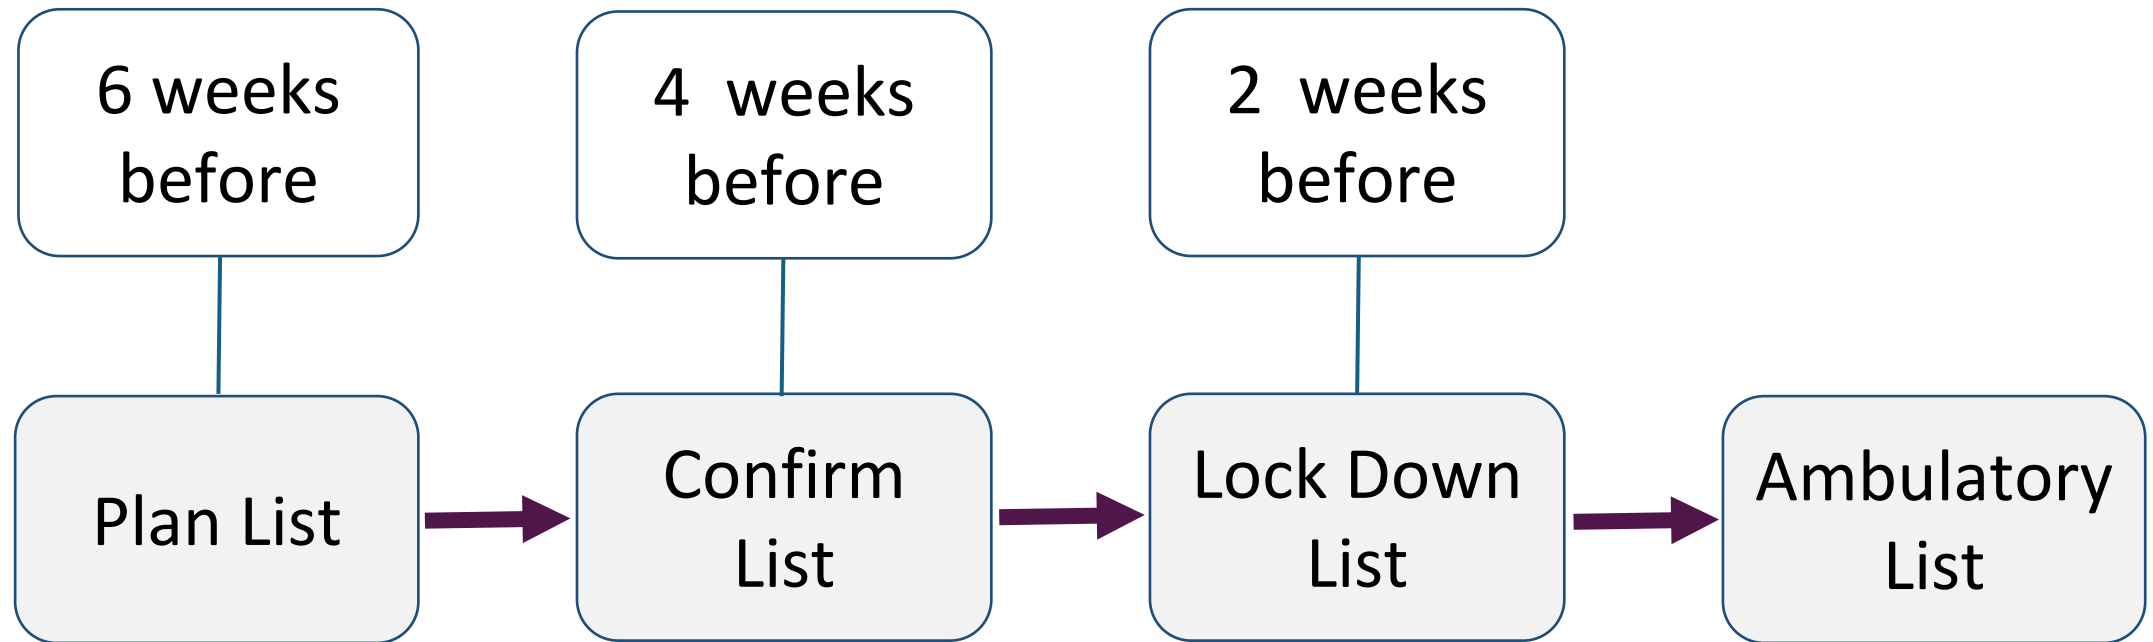 6 weeks
before
4  weeks
before
2  weeks
before
Plan List
Confirm
List
Lock Down
List
Ambulatory
List